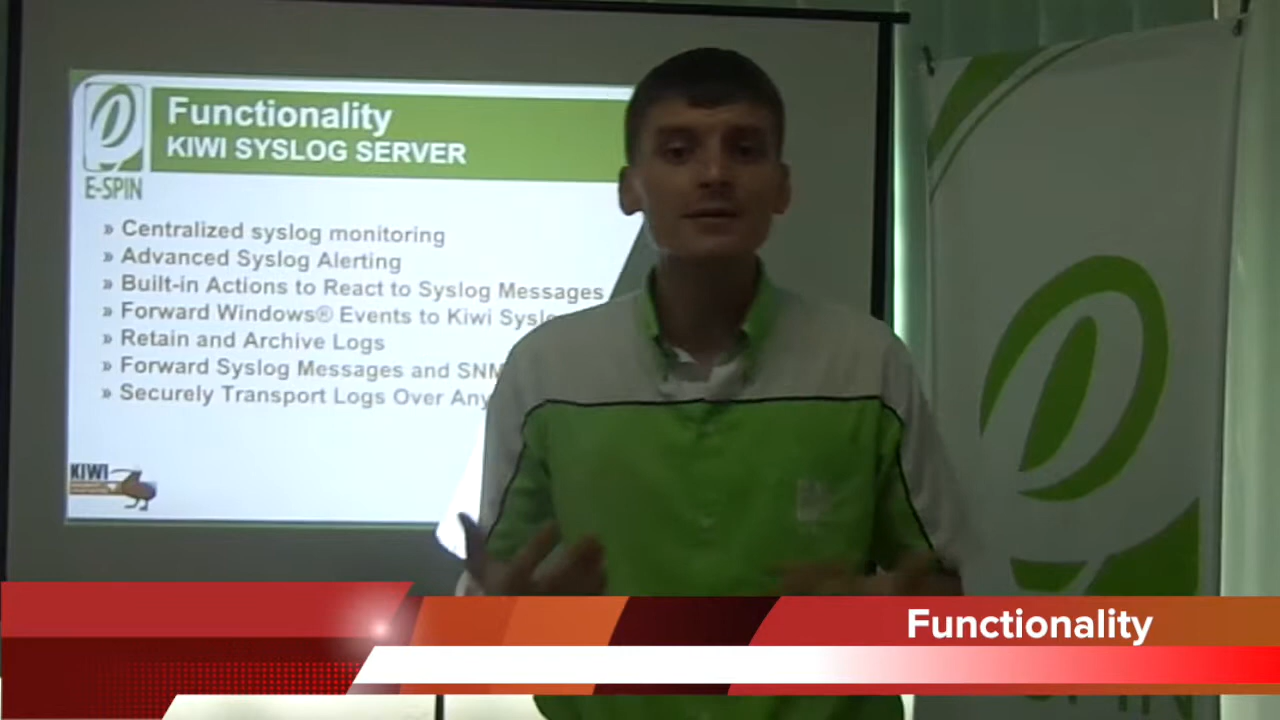 Functionality
KIWI SYSLOG SERVER
E-SPIN
» Centralized syslog monitoring
» Advanced Syslog Alerting
» Built-in Actions to React to Syslog Messages
» Forward Windows® Events to Kiwi
» Retain and Archive Logs
» Forward Syslog Messages and
» Securely Transport Logs Over Any
KIWI
Functionality